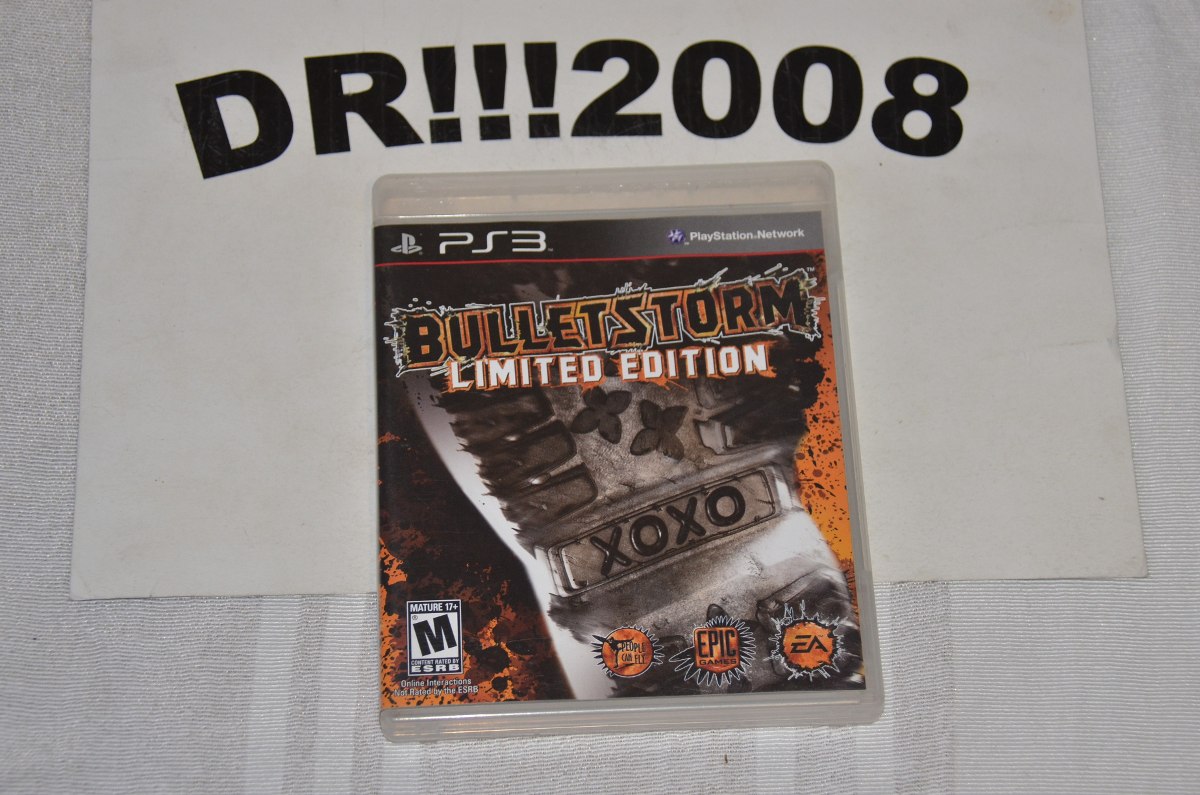 DR!!!2008
PS3
PlayStation®Network
BULLETSTORM™
LIMITED EDITION
XOXO
MATURE 17+
M®
CONTENT RATED BY
ESRB
Online Interactions
Not Rated by the ESRB
PEOPLE
CAN FLY
EPIC
GAMES
EA